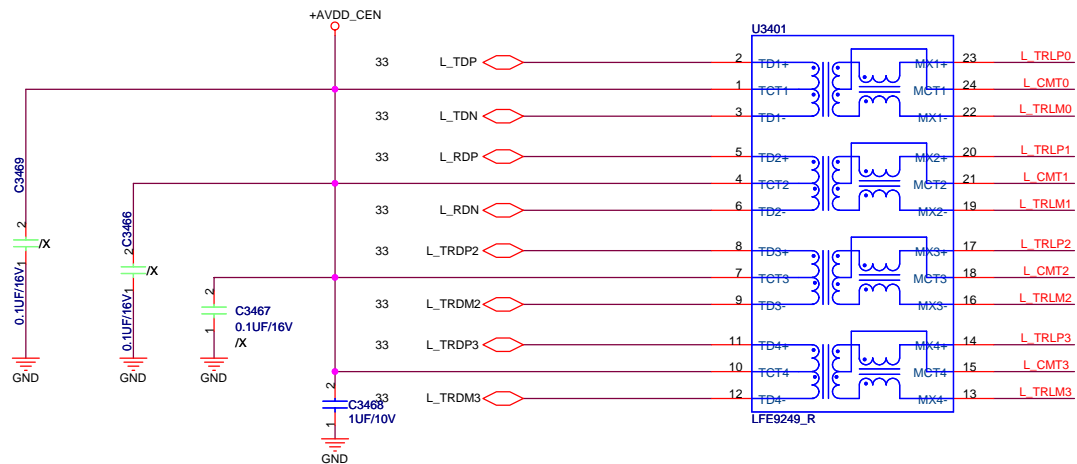 +AVDD_CEN
U3401
33 L_TDP 2 TD1+ MX1+ 23 L_TRLP0
1 TCT1 MCT1 24 L_CMT0
33 L_TDN 3 TD1- MX1- 22 L_TRLM0
33 L_RDP 5 TD2+ MX2+ 20 L_TRLP1
4 TCT2 MCT2 21 L_CMT1
33 L_RDN 6 TD2- MX2- 19 L_TRLM1
33 L_TRDP2 8 TD3+ MX3+ 17 L_TRLP2
7 TCT3 MCT3 18 L_CMT2
33 L_TRDM2 9 TD3- MX3- 16 L_TRLM2
33 L_TRDP3 11 TD4+ MX4+ 14 L_TRLP3
10 TCT4 MCT4 15 L_CMT3
33 L_TRDM3 12 TD4- MX4- 13 L_TRLM3
LFE9249_R
C3469
2
/X
1
0.1UF/16V
GND
C3466
2
/X
1
0.1UF/16V
GND
2
C3467
0.1UF/16V
1
/X
GND
2
C3468
1UF/10V
1
GND